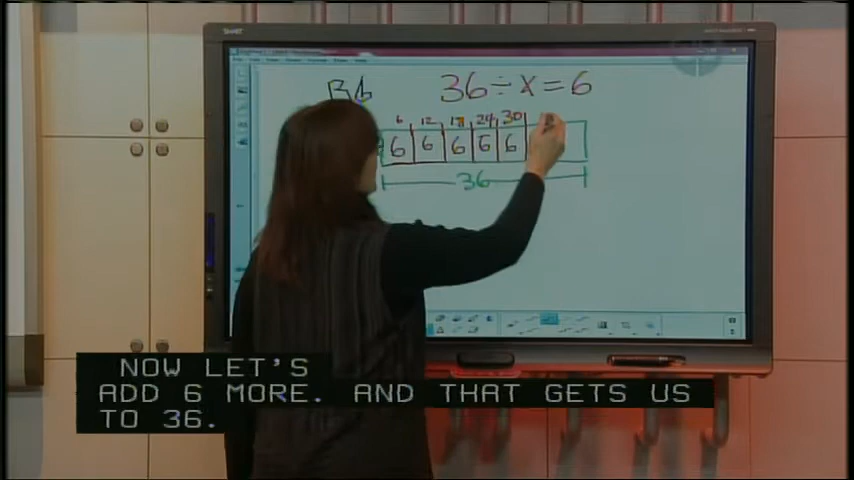 SMART
36 ÷ x = 6
6 12 18 24 30
6 6 6 6 6
36
NOW LET'S
ADD 6 MORE. AND THAT GETS US
TO 36.